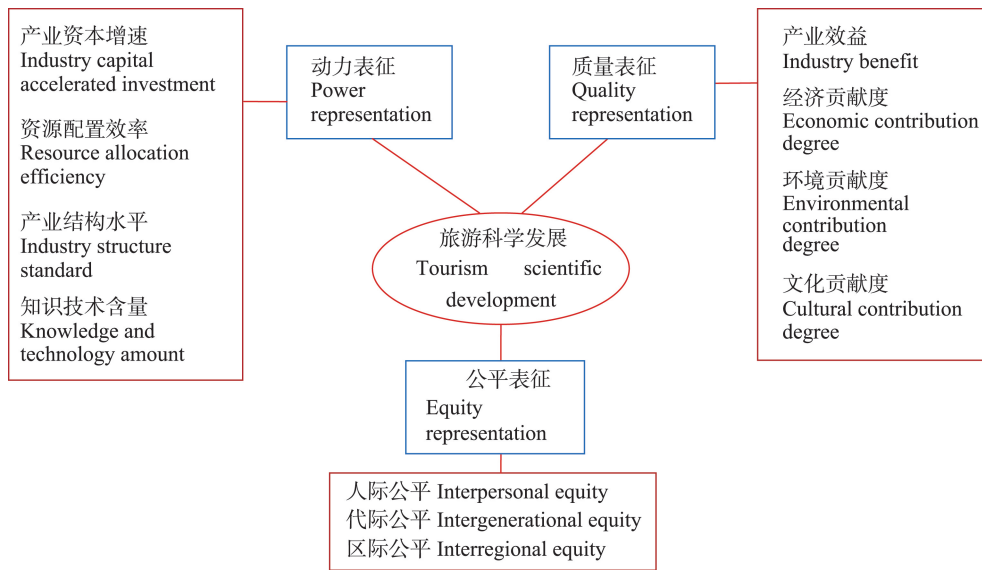 产业资本增速
Industry capital
accelerated investment
资源配置效率
Resource allocation
efficiency
产业结构水平
Industry structure
standard
知识技术含量
Knowledge and
technology amount
动力表征
Power
representation
质量表征
Quality
representation
产业效益
Industry benefit
经济贡献度
Economic contribution
degree
环境贡献度
Environmental
contribution
degree
文化贡献度
Cultural contribution
degree
旅游科学发展
Tourism scientific
development
公平表征
Equity
representation
人际公平 Interpersonal equity
代际公平 Intergenerational equity
区际公平 Interregional equity